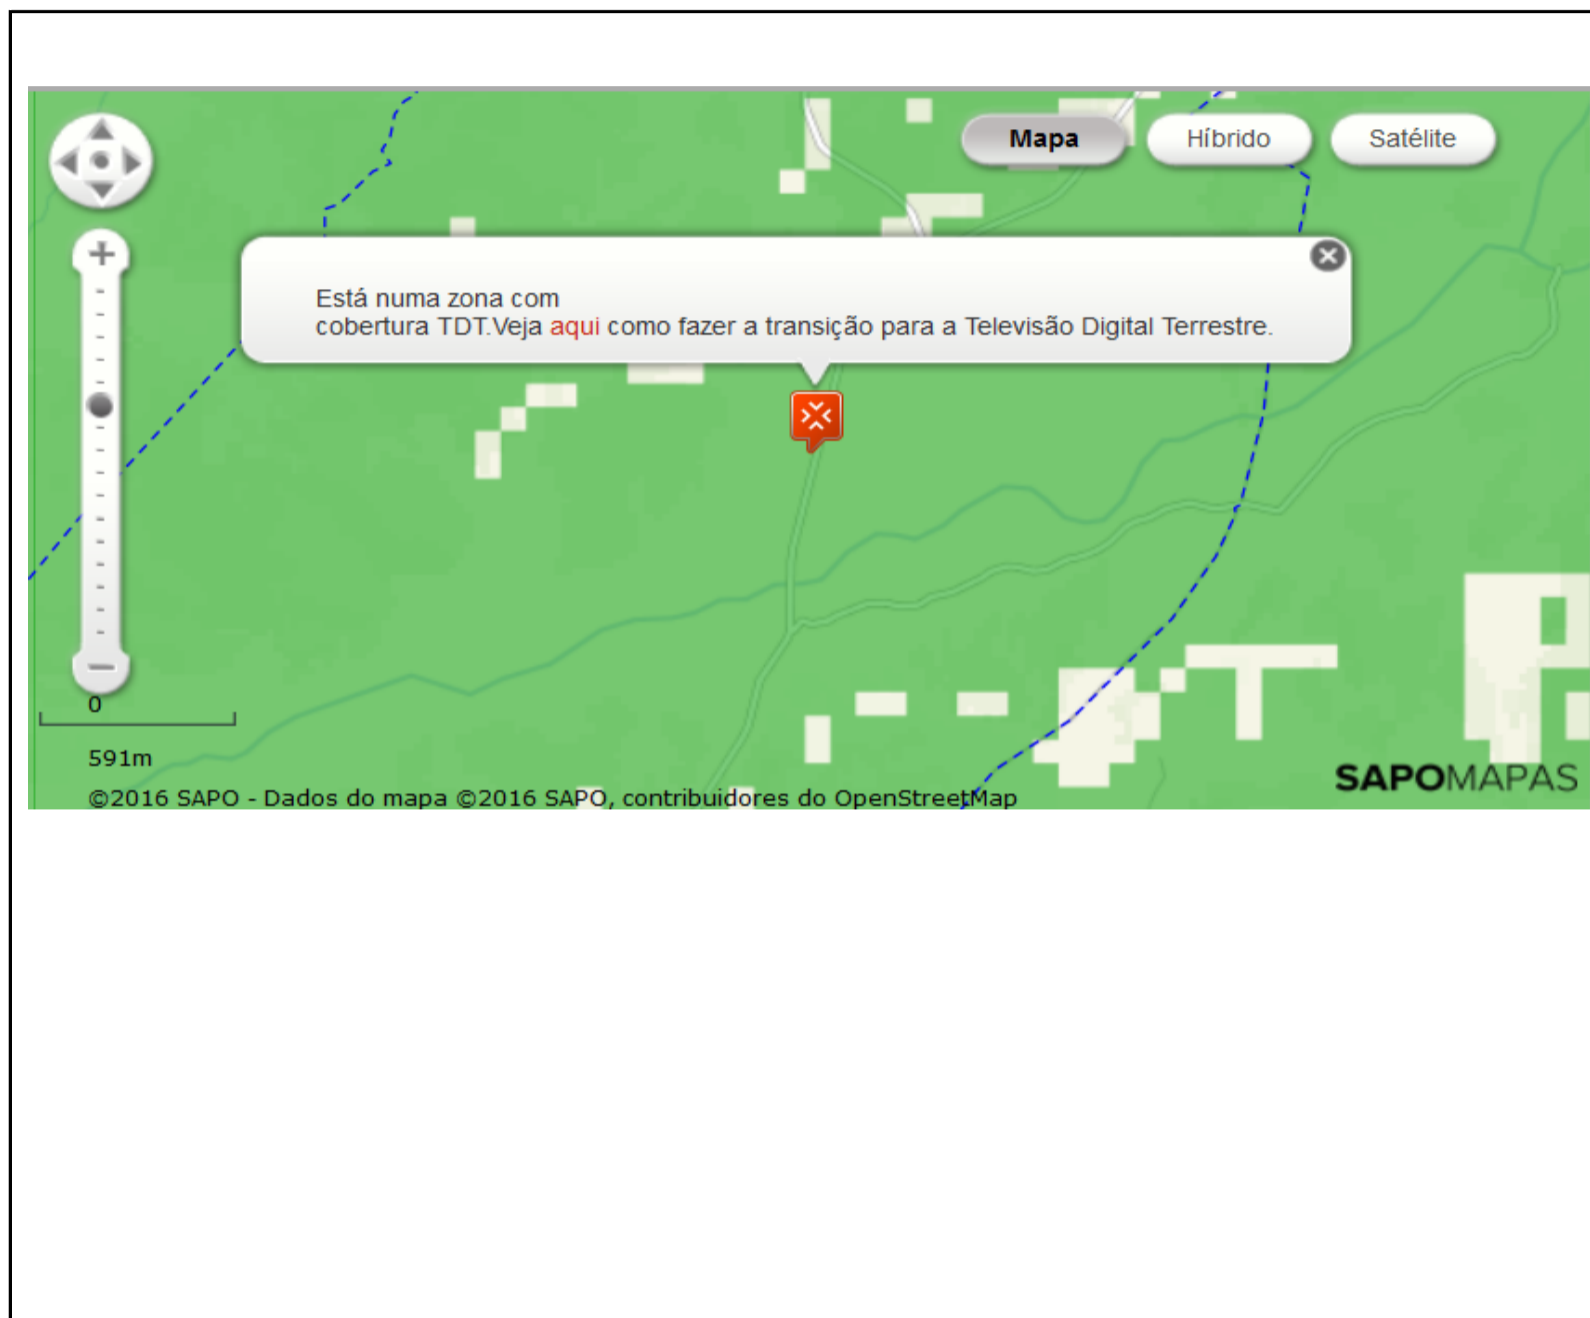 Mapa
Híbrido
Satélite
Está numa zona com
cobertura TDT.Veja aqui como fazer a transição para a Televisão Digital Terrestre.
0
591m
SAPOMAPAS
©2016 SAPO - Dados do mapa ©2016 SAPO, contribuidores do OpenStreetMap